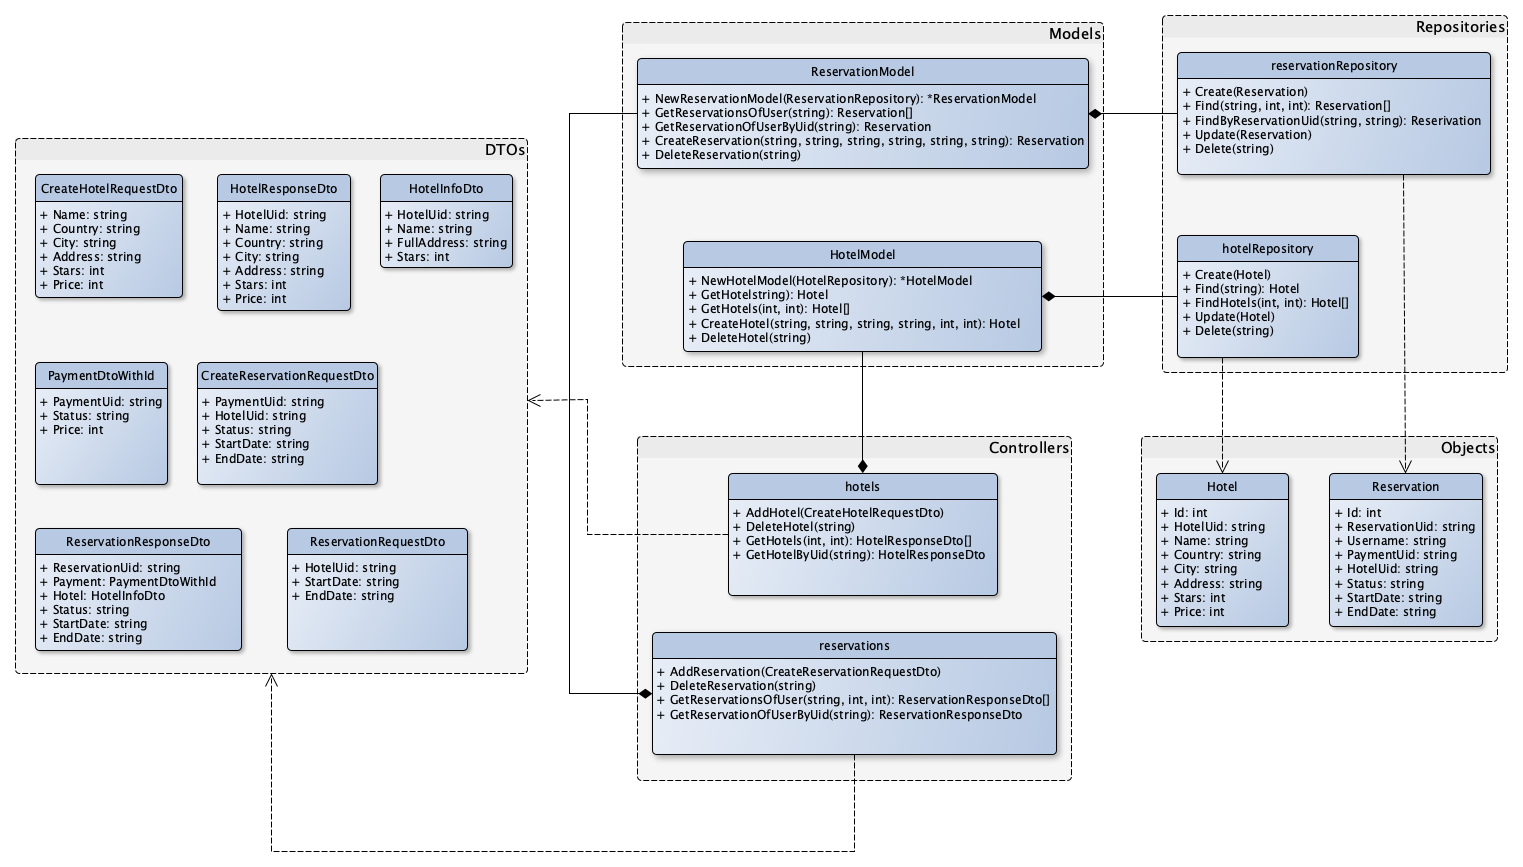 Models
ReservationModel
+ NewReservationModel(ReservationRepository): *ReservationModel
+ GetReservationsOfUser(string): Reservation[]
+ GetReservationOfUserByUid(string): Reservation
+ CreateReservation(string, string, string, string, string, string): Reservation
+ DeleteReservation(string)
HotelModel
+ NewHotelModel(HotelRepository): *HotelModel
+ GetHotelstring): Hotel
+ GetHotels(int, int): Hotel[]
+ CreateHotel(string, string, string, string, int, int): Hotel
+ DeleteHotel(string)
Repositories
reservationRepository
+ Create(Reservation)
+ Find(string, int, int): Reservation[]
+ FindByReservationUid(string, string): Reserivation
+ Update(Reservation)
+ Delete(string)
hotelRepository
+ Create(Hotel)
+ Find(string): Hotel
+ FindHotels(int, int): Hotel[]
+ Update(Hotel)
+ Delete(string)
DTOs
CreateHotelRequestDto
+ Name: string
+ Country: string
+ City: string
+ Address: string
+ Stars: int
+ Price: int
HotelResponseDto
+ HotelUid: string
+ Name: string
+ Country: string
+ City: string
+ Address: string
+ Stars: int
+ Price: int
HotelInfoDto
+ HotelUid: string
+ Name: string
+ FullAddress: string
+ Stars: int
PaymentDtoWithId
+ PaymentUid: string
+ Status: string
+ Price: int
CreateReservationRequestDto
+ PaymentUid: string
+ HotelUid: string
+ Status: string
+ StartDate: string
+ EndDate: string
ReservationResponseDto
+ ReservationUid: string
+ Payment: PaymentDtoWithId
+ Hotel: HotelInfoDto
+ Status: string
+ StartDate: string
+ EndDate: string
ReservationRequestDto
+ HotelUid: string
+ StartDate: string
+ EndDate: string
Controllers
hotels
+ AddHotel(CreateHotelRequestDto)
+ DeleteHotel(string)
+ GetHotels(int, int): HotelResponseDto[]
+ GetHotelByUid(string): HotelResponseDto
reservations
+ AddReservation(CreateReservationRequestDto)
+ DeleteReservation(string)
+ GetReservationsOfUser(string, int, int): ReservationResponseDto[]
+ GetReservationOfUserByUid(string): ReservationResponseDto
Objects
Hotel
+ Id: int
+ HotelUid: string
+ Name: string
+ Country: string
+ City: string
+ Address: string
+ Stars: int
+ Price: int
Reservation
+ Id: int
+ ReservationUid: string
+ Username: string
+ PaymentUid: string
+ HotelUid: string
+ Status: string
+ StartDate: string
+ EndDate: string